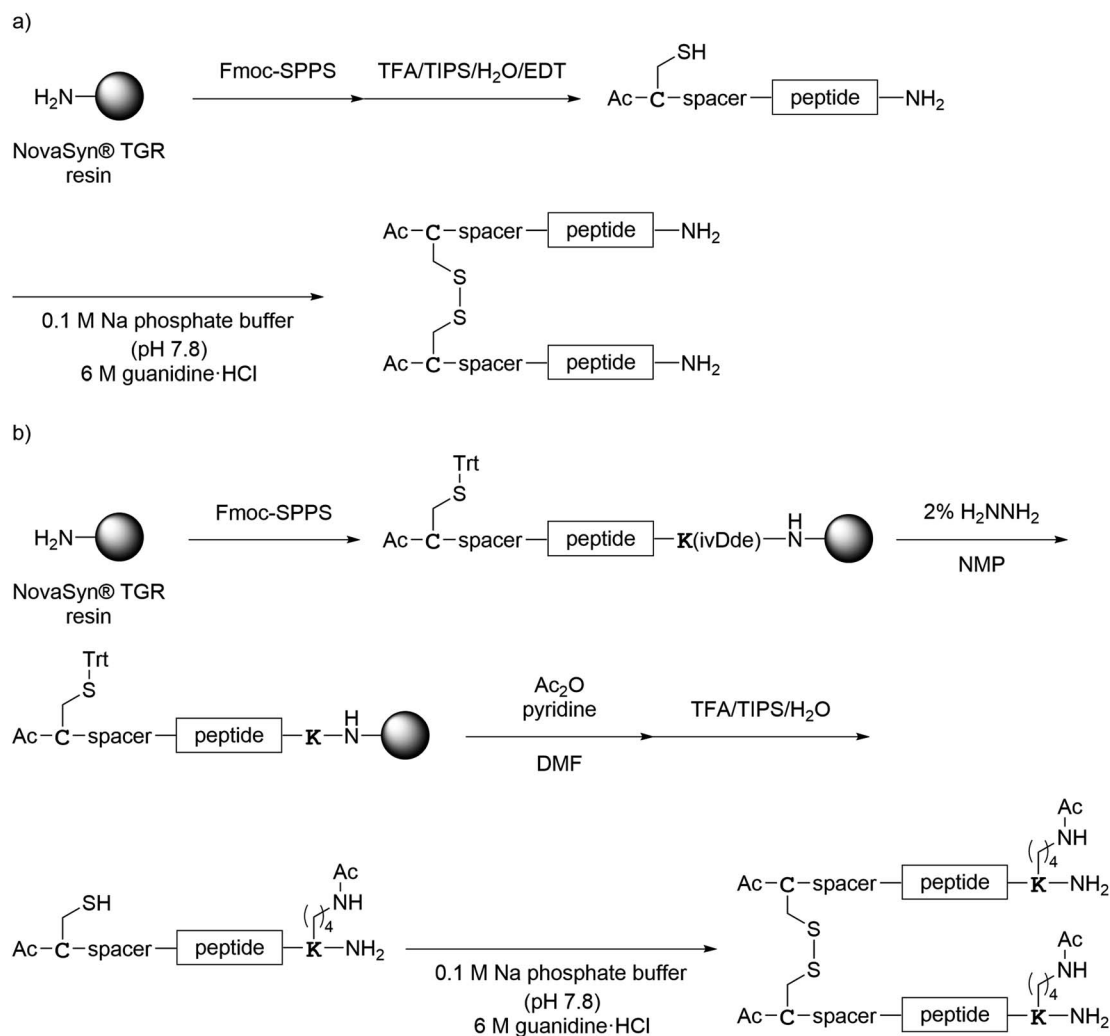 a)
H2N
NovaSyn® TGR
resin
Fmoc-SPPS
TFA/TIPS/H2O/EDT
SH
Ac C spacer peptide NH2
0.1 M Na phosphate buffer
(pH 7.8)
6 M guanidine·HCl
Ac C spacer peptide NH2
S
S
Ac C spacer peptide NH2
b)
H2N
NovaSyn® TGR
resin
Fmoc-SPPS
Trt
S
Ac C spacer peptide K(ivDde) H
N
2% H2NNH2
NMP
Trt
S
Ac C spacer peptide K H
N
Ac2O
pyridine
DMF
TFA/TIPS/H2O
SH
Ac C spacer peptide K NH2
Ac
NH
( )4
0.1 M Na phosphate buffer
(pH 7.8)
6 M guanidine·HCl
Ac
NH
( )4
Ac C spacer peptide K NH2
S
S
Ac
NH
( )4
Ac C spacer peptide K NH2